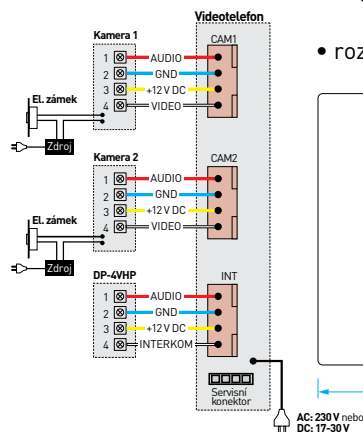 Videotelefon
Kamera 1
CAM1
1 AUDIO
2 GND
3 +12 V DC
4 VIDEO
El. zámek
Zdroj
Kamera 2
CAM2
1 AUDIO
2 GND
3 +12 V DC
4 VIDEO
El. zámek
Zdroj
DP-4VHP
INT
1 AUDIO
2 GND
3 +12 V DC
4 INTERKOM
Servisní
konektor
• roz
AC: 230 V nebo
DC: 17-30 V